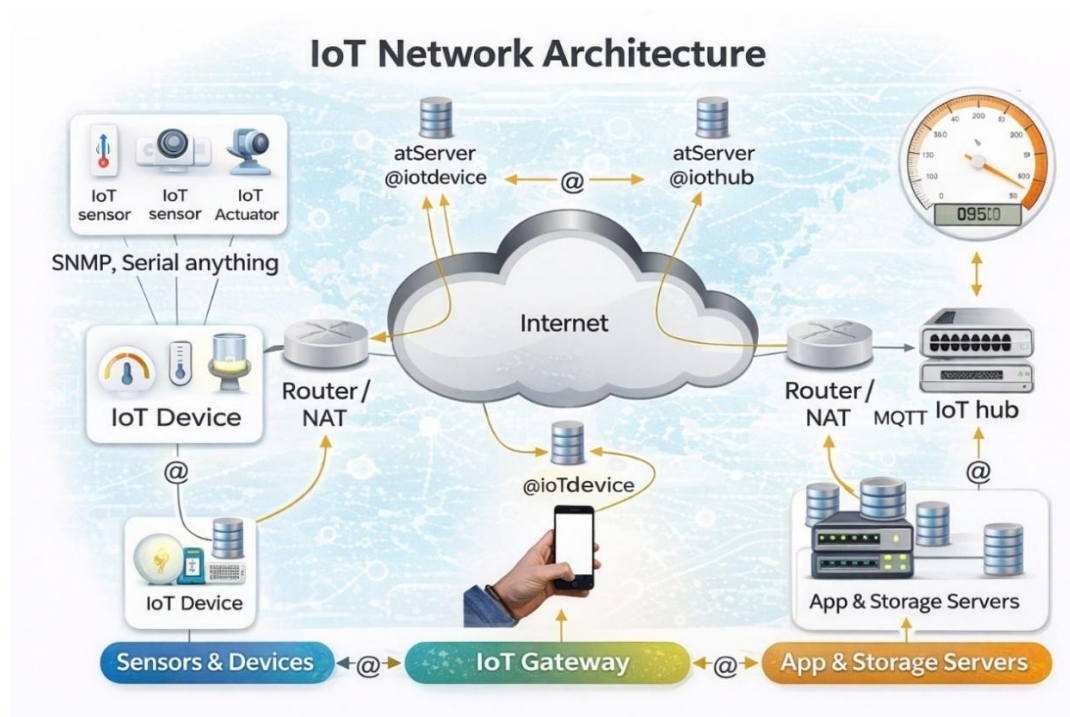 IoT Network Architecture
IoT
sensor
IoT
sensor
IoT
Actuator
SNMP, Serial anything
atServer
@iotdevice
@
atServer
@iothub
Internet
IoT Device
Router/
NAT
Router/
NAT
MQTT
IoT hub
@
@ioTdevice
@
IoT Device
App & Storage Servers
Sensors & Devices
@
IoT Gateway
@
App & Storage Servers